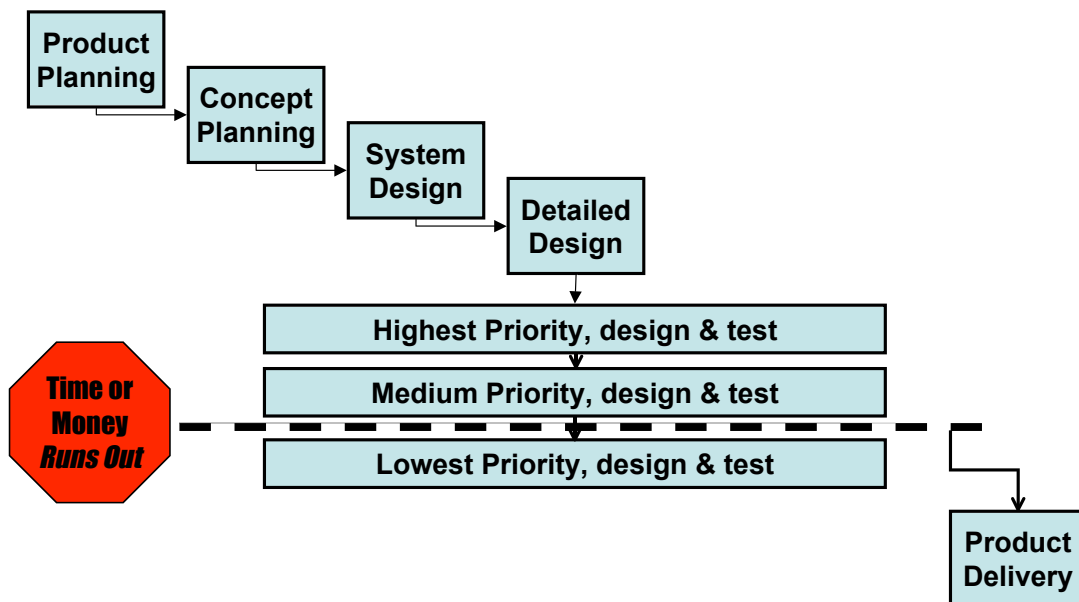 Product
Planning
Concept
Planning
System
Design
Detailed
Design
Highest Priority, design & test
Time or
Money
Runs Out
Medium Priority, design & test
Lowest Priority, design & test
Product
Delivery